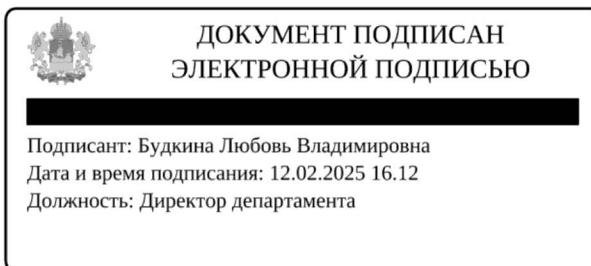 ДОКУМЕНТ ПОДПИСАН
ЭЛЕКТРОННОЙ ПОДПИСЬЮ
Подписант: Будкина Любовь Владимировна
Дата и время подписания: 12.02.2025 16.12
Должность: Директор департамента